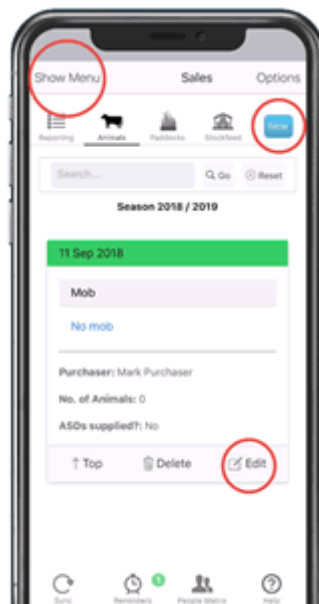 Show Menu Sales Options
Reporting Animals Paddocks Stockfeed New
Search... Go Reset
Season 2018 / 2019
11 Sep 2018
Mob
No mob
Purchaser: Mark Purchaser
No. of Animals: 0
ASDs supplied?: No
↑ Top Delete Edit
1
Sync Reminders People Matrix Help